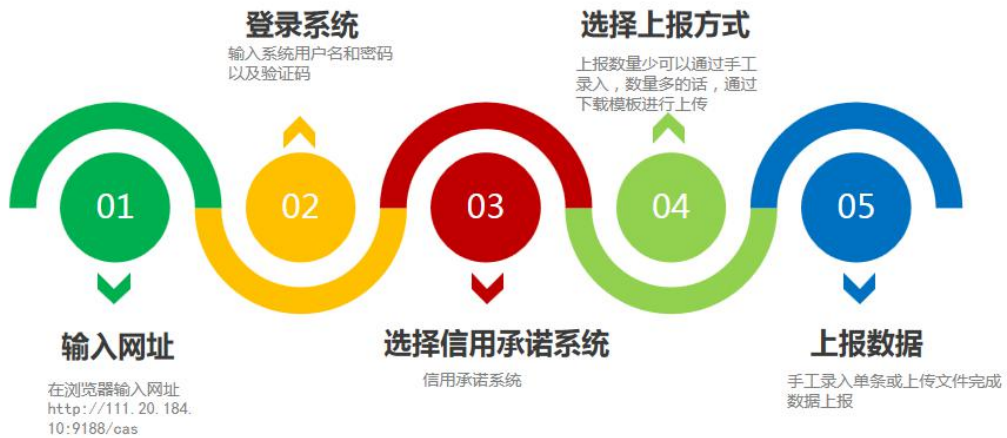 01
输入网址
在浏览器输入网址
http://111.20.184.
10:9188/cas
登录系统
输入系统用户名和密码
以及验证码
02
03
选择信用承诺系统
信用承诺系统
选择上报方式
上报数量少可以通过手工
录入，数量多的话，通过
下载模板进行上传
04
05
上报数据
手工录入单条或上传文件完成
数据上报